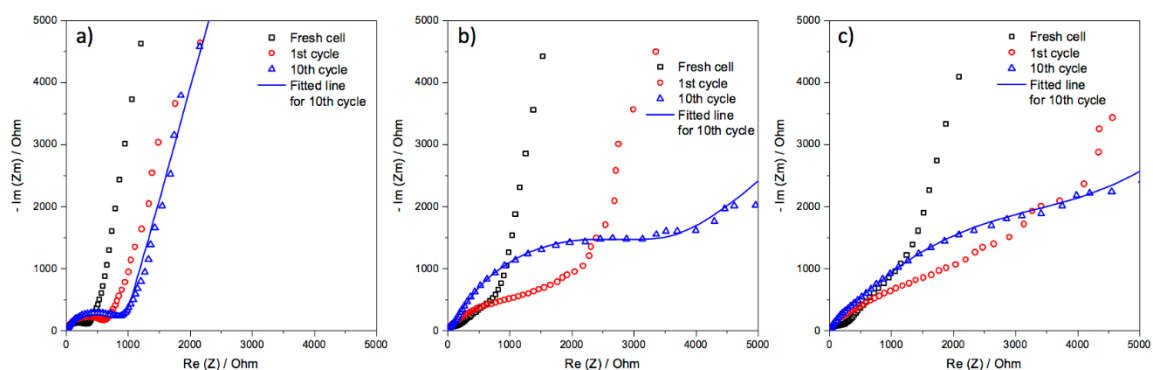 a)
Fresh cell
1st cycle
10th cycle
Fitted line
for 10th cycle
- Im (Zm) / Ohm
5000
4000
3000
2000
1000
0
0 1000 2000 3000 4000 5000
Re (Z) / Ohm
b)
Fresh cell
1st cycle
10th cycle
Fitted line
for 10th cycle
- Im (Zm) / Ohm
5000
4000
3000
2000
1000
0
0 1000 2000 3000 4000 5000
Re (Z) / Ohm
c)
Fresh cell
1st cycle
10th cycle
Fitted line
for 10th cycle
- Im (Zm) / Ohm
5000
4000
3000
2000
1000
0
0 1000 2000 3000 4000 5000
Re (Z) / Ohm